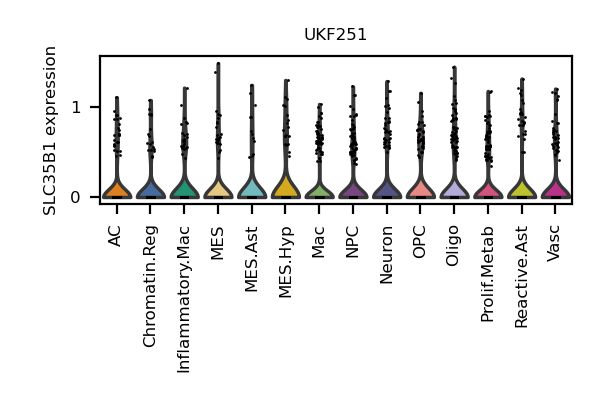 UKF251
SLC35B1 expression
1
0
AC
Chromatin.Reg
Inflammatory.Mac
MES
MES.Ast
MES.Hyp
Mac
NPC
Neuron
OPC
Oligo
Prolif.Metab
Reactive.Ast
Vasc